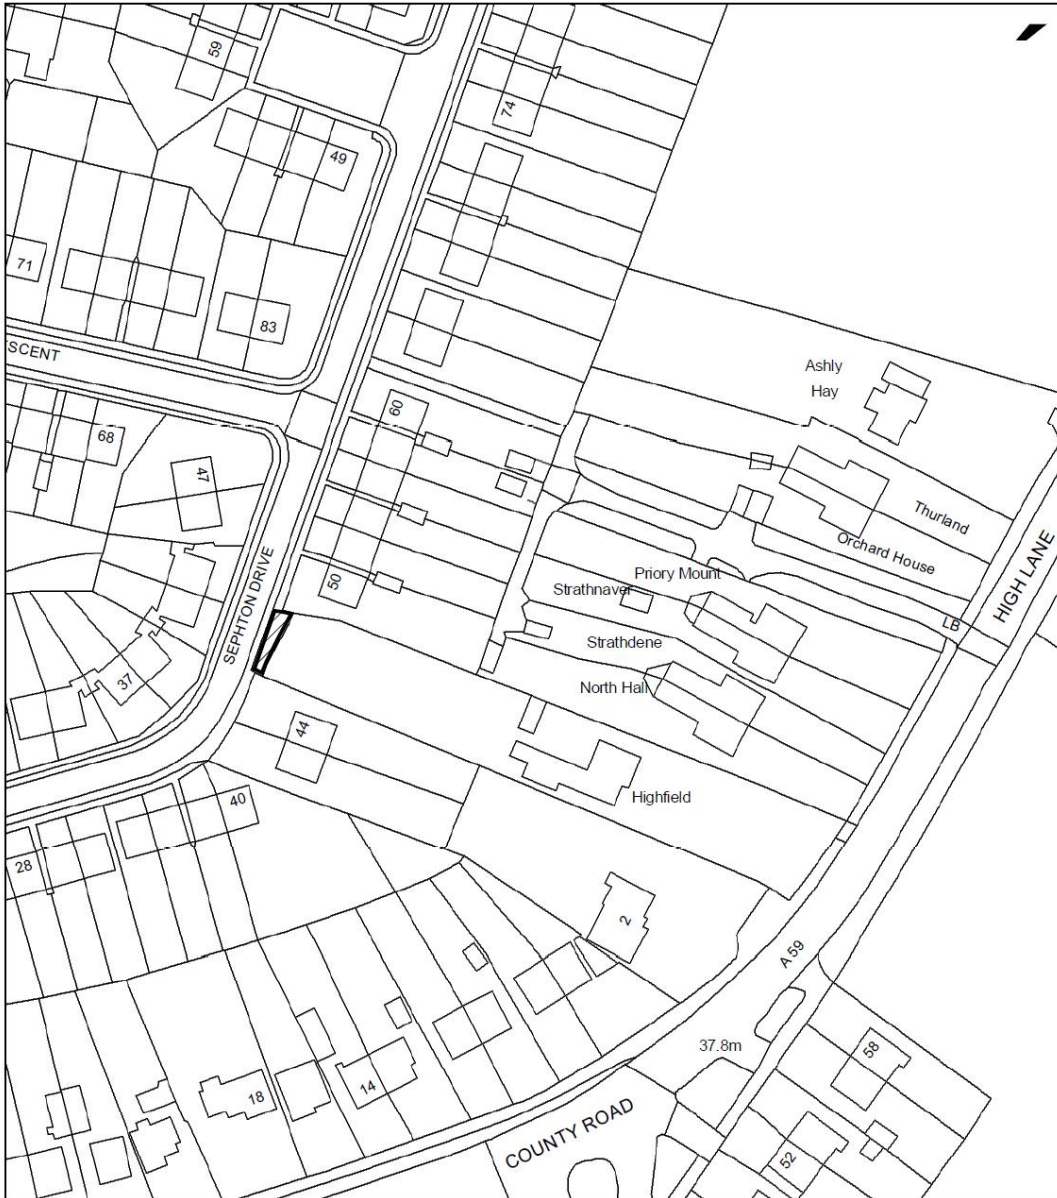 59
74
49
71
83
SCENT
Ashly
Hay
60
68
47
Thurland
Orchard House
HIGH LANE
Priory Mount
Strathnaver
50
SEPHTON DRIVE
LB
Strathdene
37
North Hall
44
Highfield
40
28
2
A 59
37.8m
58
14
18
COUNTY ROAD
52